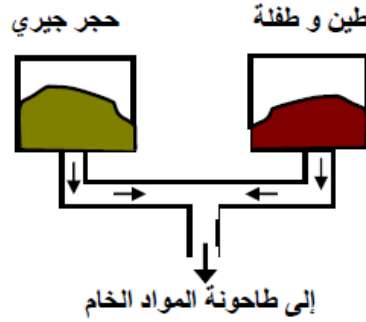 طين و طفلة
حجر جيري
إلى طاحونة المواد الخام